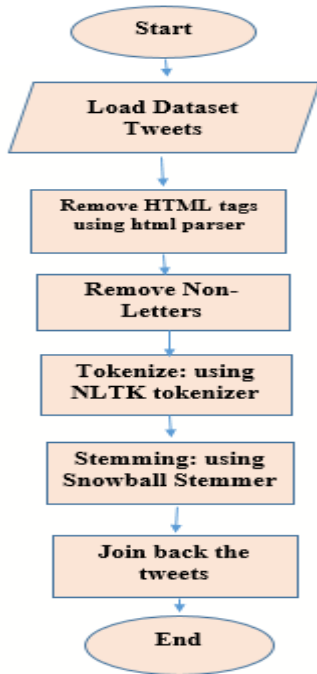 Start
Load Dataset
Tweets
Remove HTML tags
using html parser
Remove Non-
Letters
Tokenize: using
NLTK tokenizer
Stemming: using
Snowball Stemmer
Join back the
tweets
End